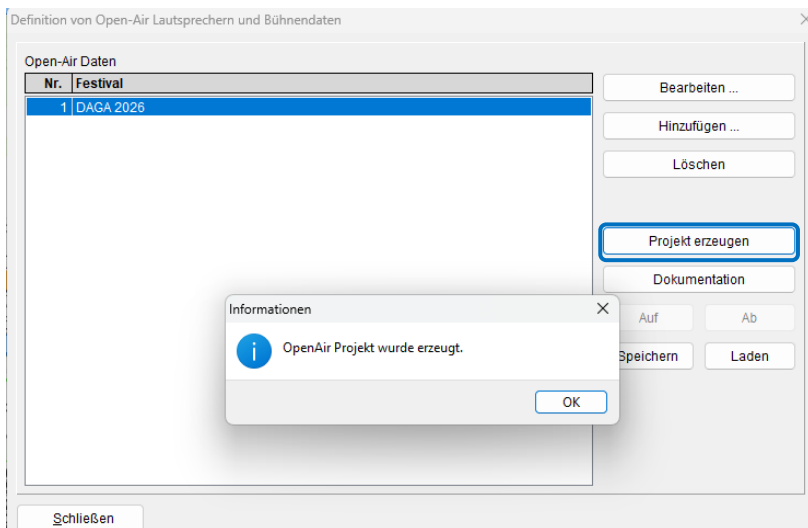 Definition von Open-Air Lautsprechern und Bühnendaten
Open-Air Daten
Nr. Festival
1 DAGA 2026
Bearbeiten ...
Hinzufügen ...
Löschen
Projekt erzeugen
Dokumentation
Auf Ab
Speichern Laden
Informationen
OpenAir Projekt wurde erzeugt.
OK
Schließen